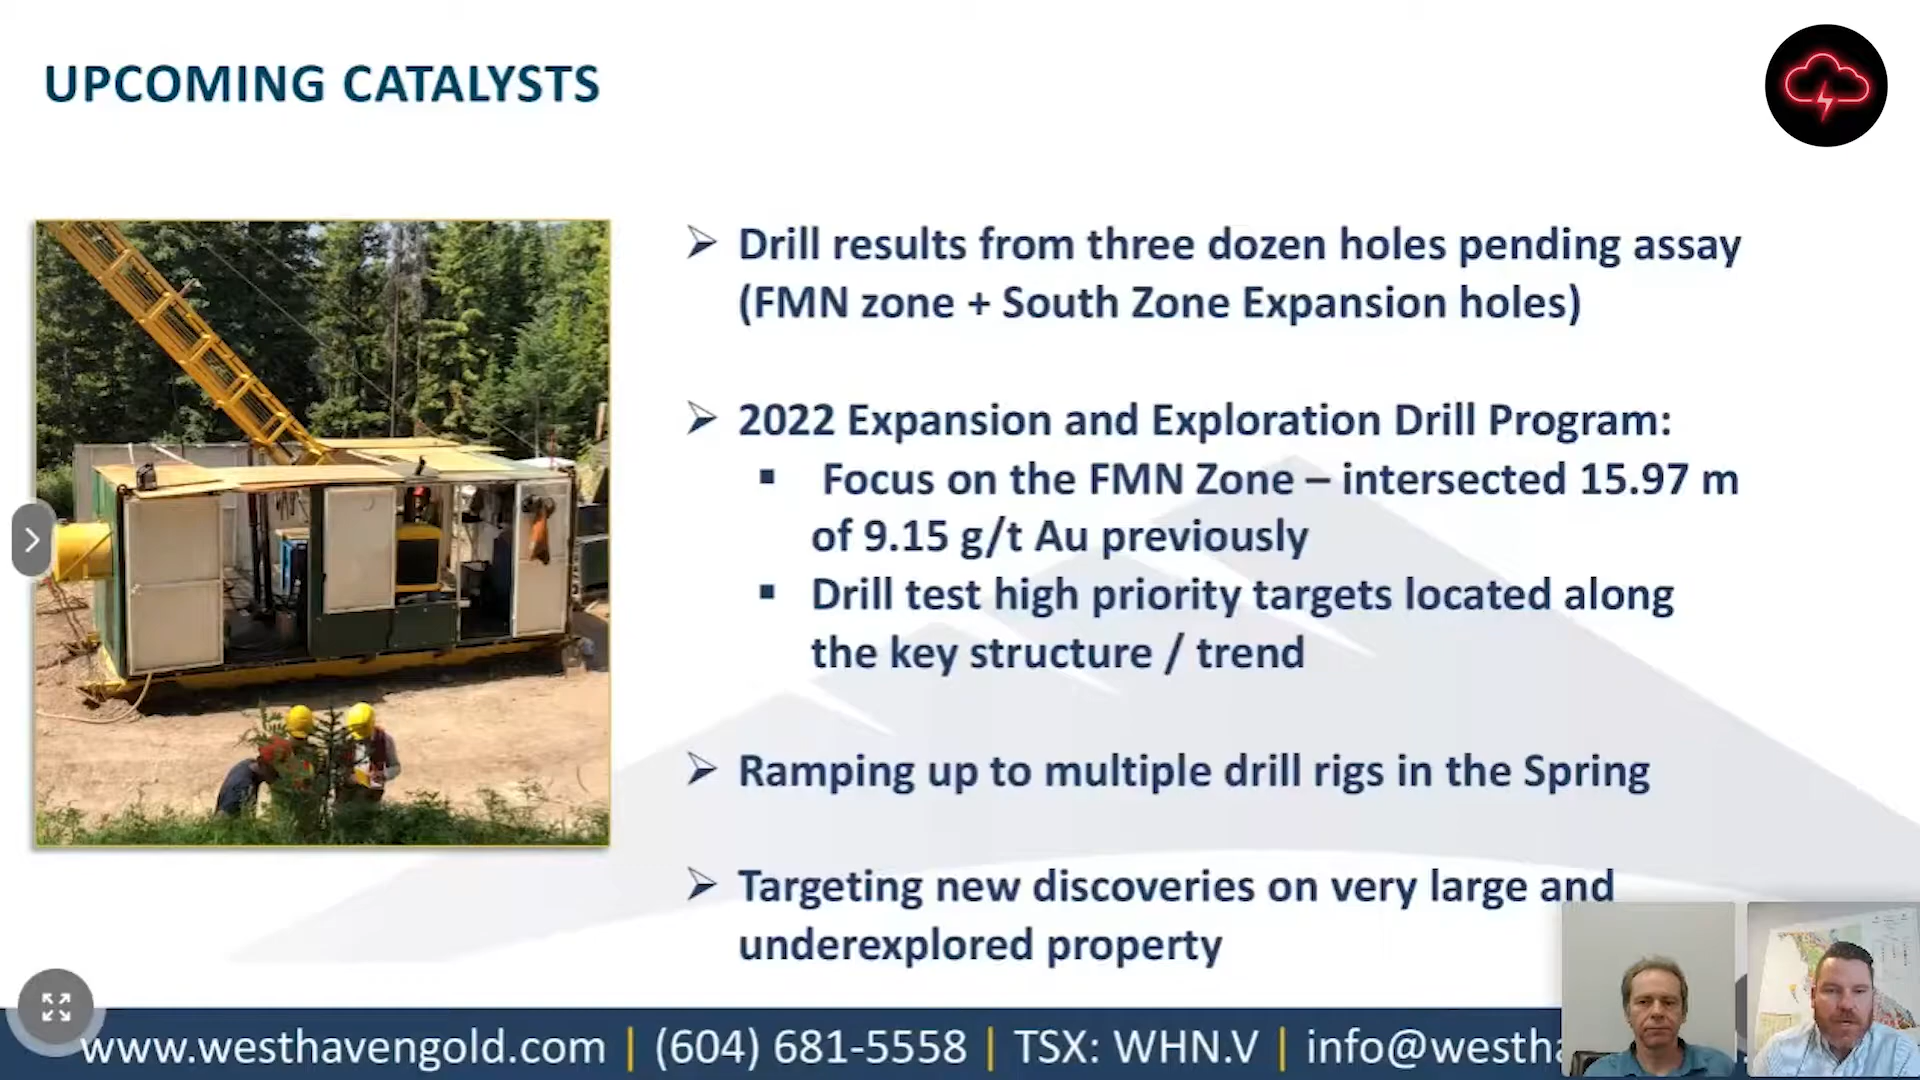 UPCOMING CATALYSTS
Drill results from three dozen holes pending assay
(FMN zone + South Zone Expansion holes)
2022 Expansion and Exploration Drill Program:
Focus on the FMN Zone – intersected 15.97 m
of 9.15 g/t Au previously
Drill test high priority targets located along
the key structure / trend
Ramping up to multiple drill rigs in the Spring
Targeting new discoveries on very large and
underexplored property
www.westhavengold.com | (604) 681-5558 | TSX: WHN.V | info@westh